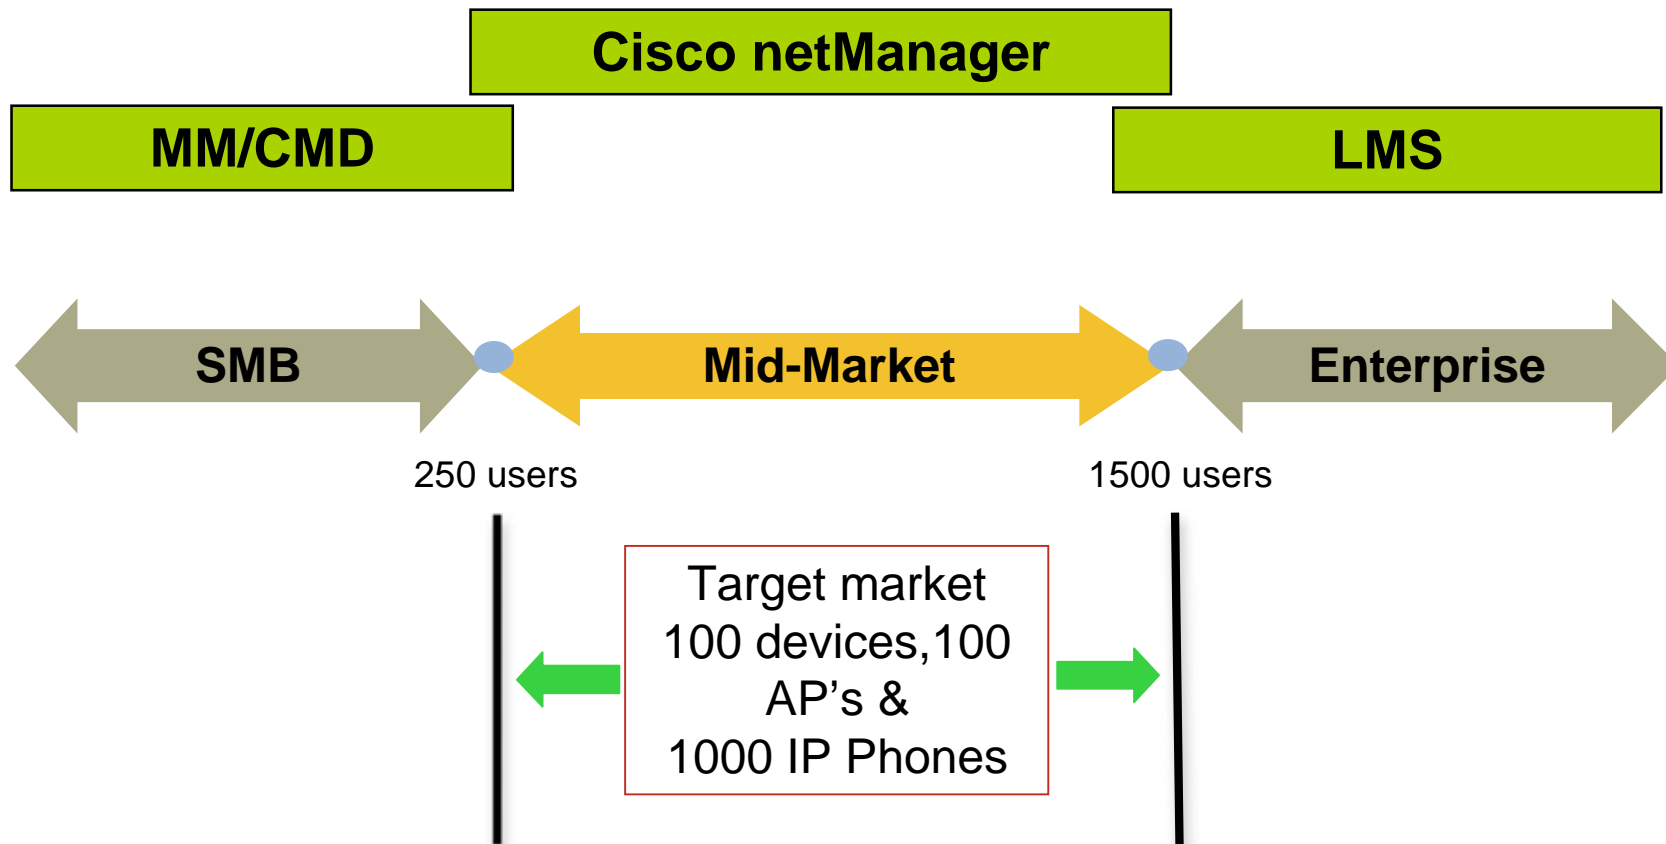 Cisco netManager
MM/CMD
LMS
SMB
Mid-Market
Enterprise
250 users
1500 users
Target market
100 devices,100
AP’s &
1000 IP Phones